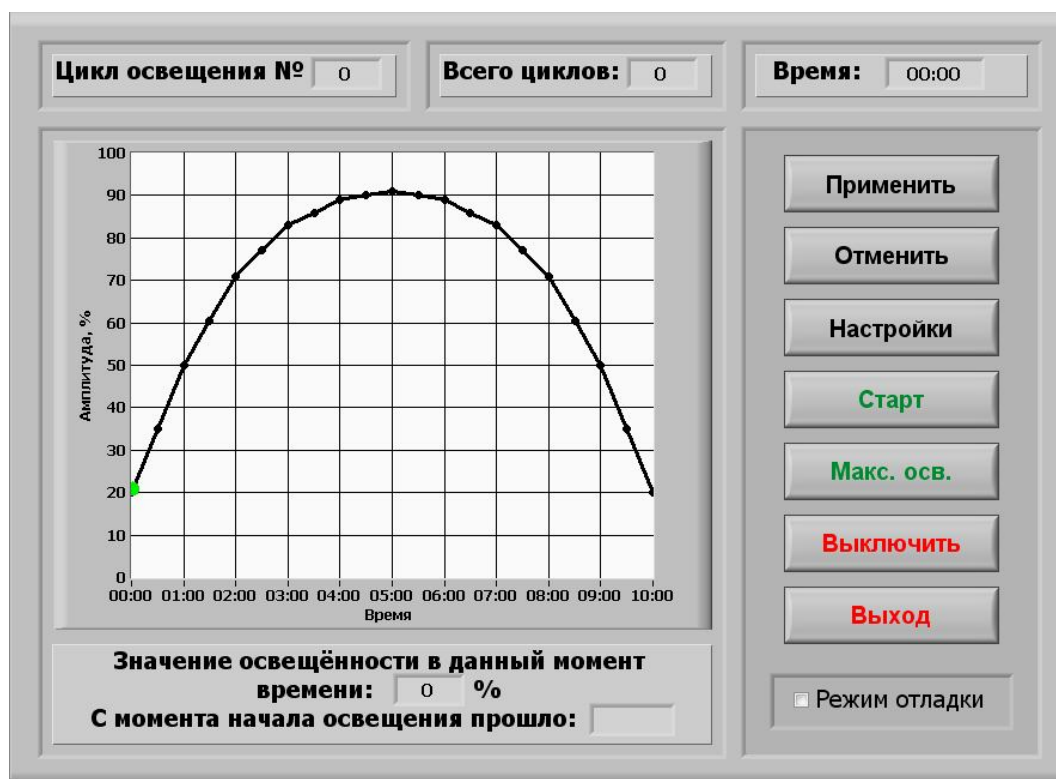 Цикл освещения № 0
Всего циклов: 0
Время: 00:00
100
90
80
70
60
50
40
30
20
10
0
Амплитуда, %
00:00 01:00 02:00 03:00 04:00 05:00 06:00 07:00 08:00 09:00 10:00
Время
Значение освещённости в данный момент
времени: 0 %
С момента начала освещения прошло:
Применить
Отменить
Настройки
Старт
Макс. осв.
Выключить
Выход
Режим отладки